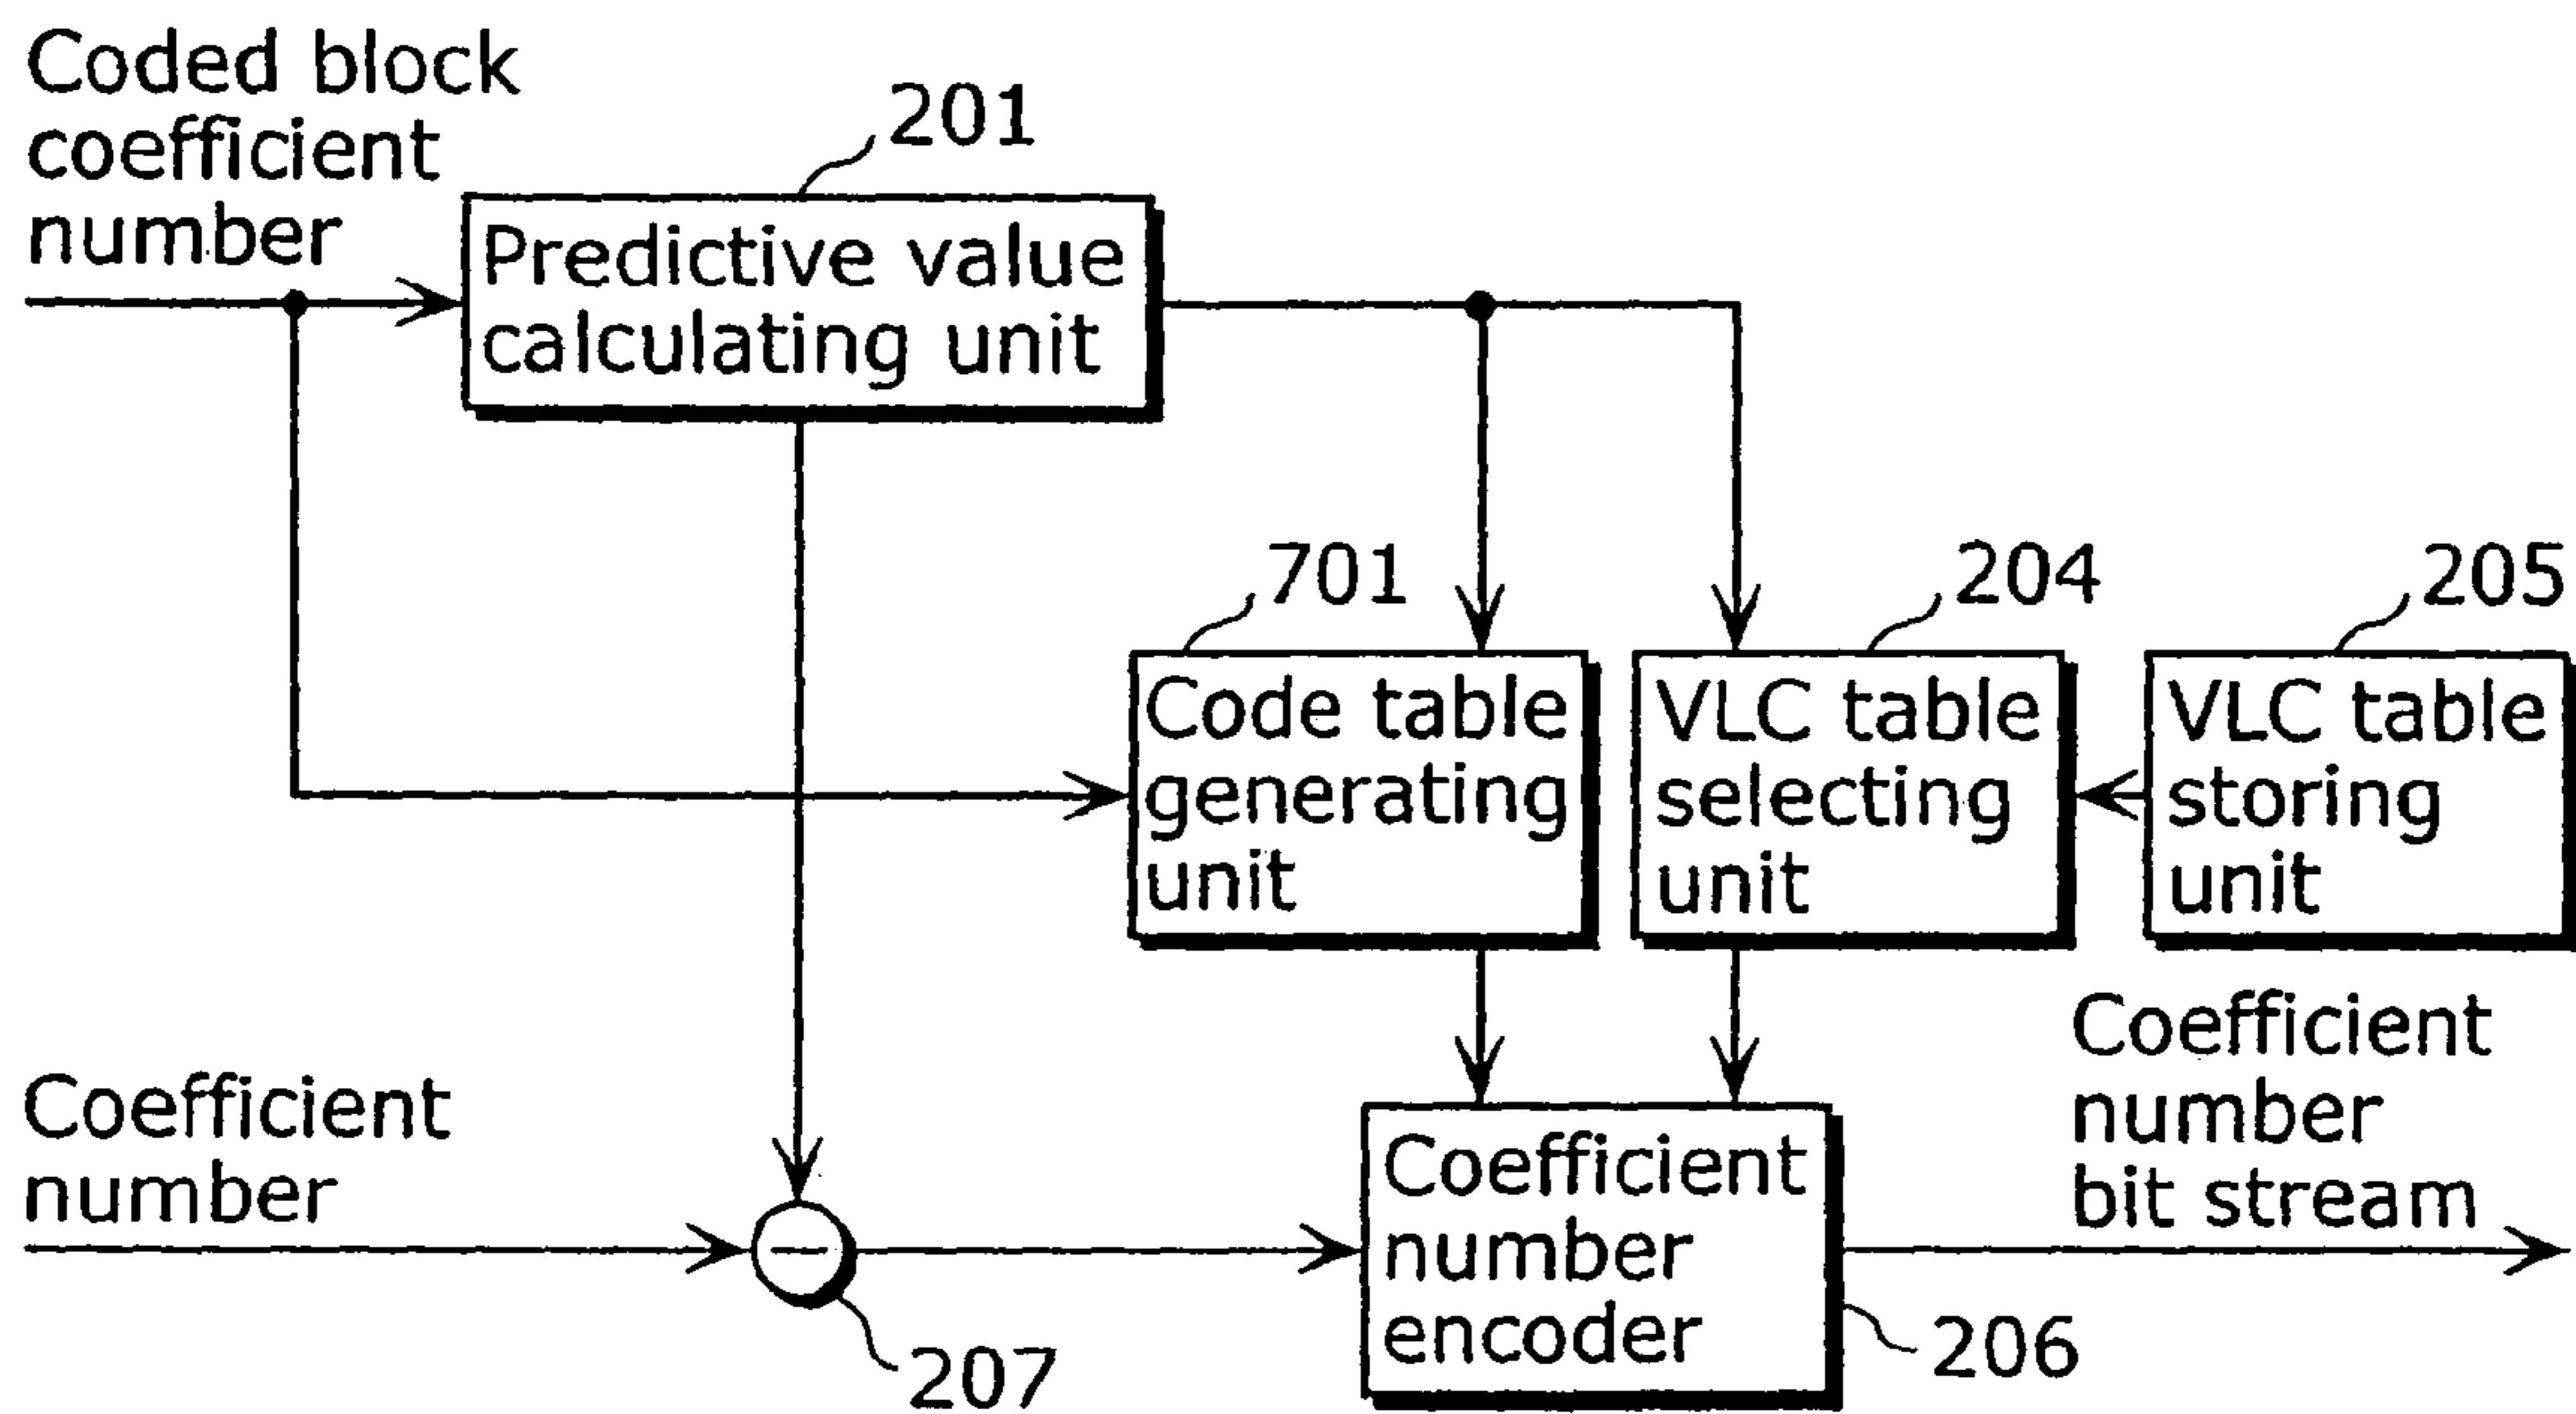 Coded block
coefficient
number
201
Predictive value
calculating unit
701
204
205
Code table
generating
unit
VLC table
selecting
unit
VLC table
storing
unit
Coefficient
number
Coefficient
number
encoder
Coefficient
number
bit stream
207
206